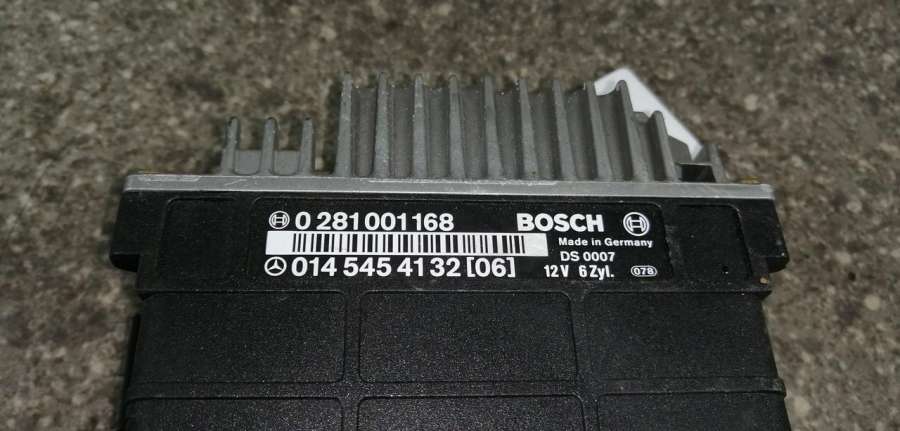 0 281 001 168 BOSCH
Made in Germany
DS 0007
014 545 41 32 [06] 12V 6Zyl. 078